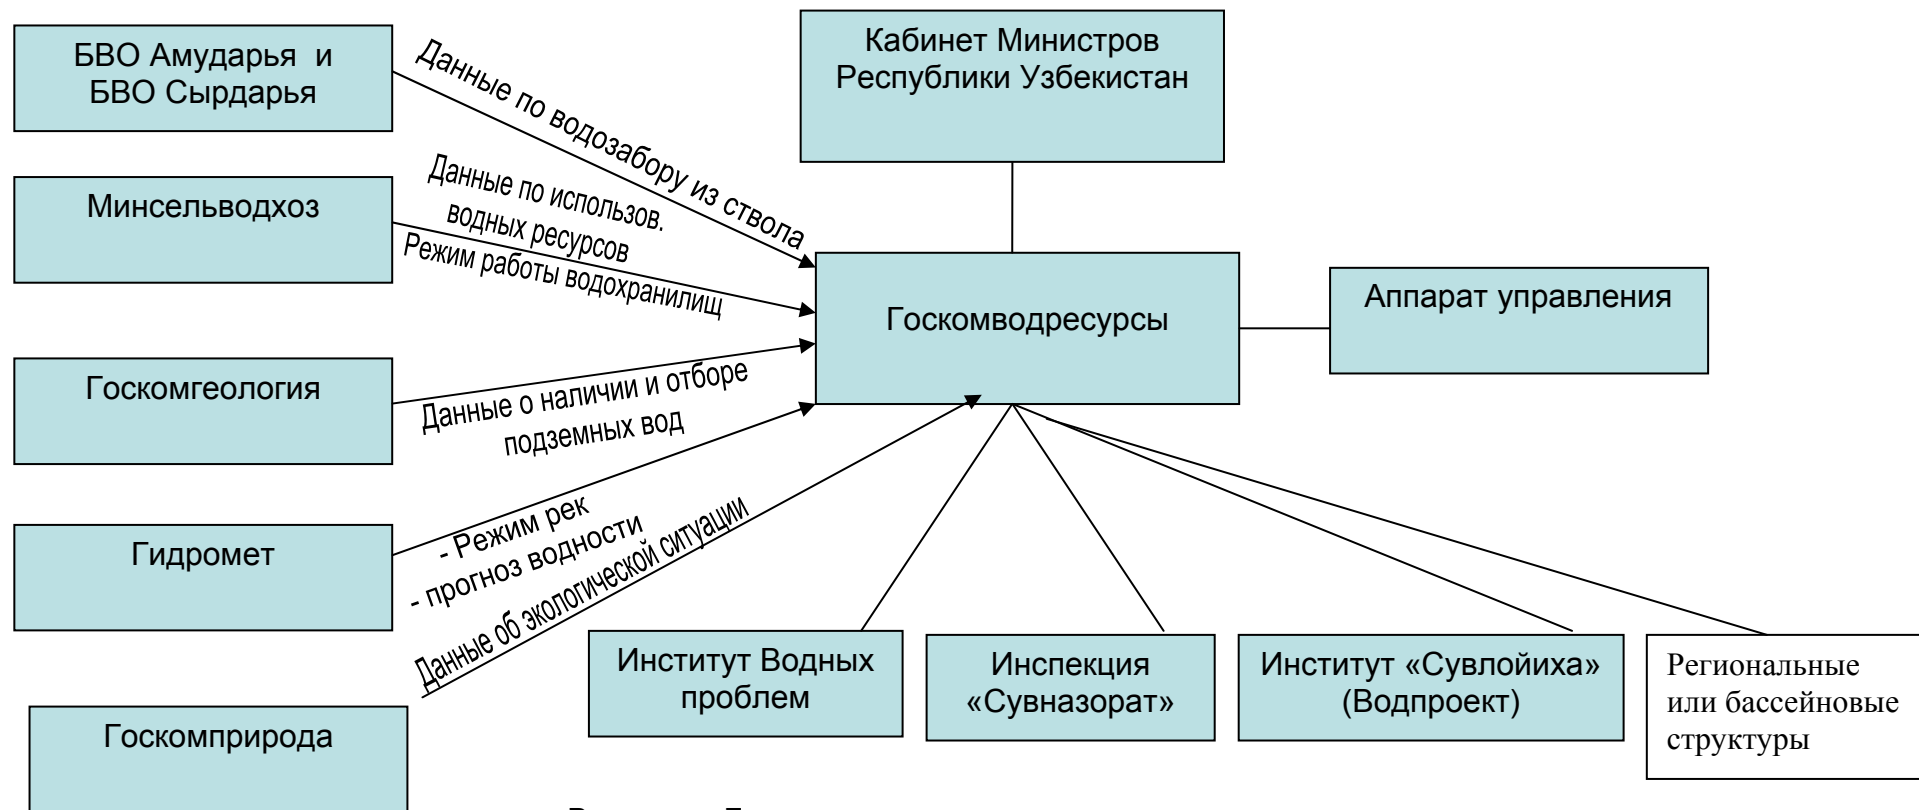 БВО Амударья и
БВО Сырдарья
Данные по водозабору из ствола
Кабинет Министров
Республики Узбекистан
Минсельводхоз
Данные по использов.
водных ресурсов
Режим работы водохранилищ
Госкомводресурсы
Аппарат управления
Госкомгеология
Данные о наличии и отборе
подземных вод
Гидромет
- Режим рек
- прогноз водности
Данные об экологической ситуации
Госкомприрода
Институт Водных
проблем
Инспекция
«Сувназорат»
Институт «Сувлойиха»
(Водпроект)
Региональные
или бассейновые
структуры